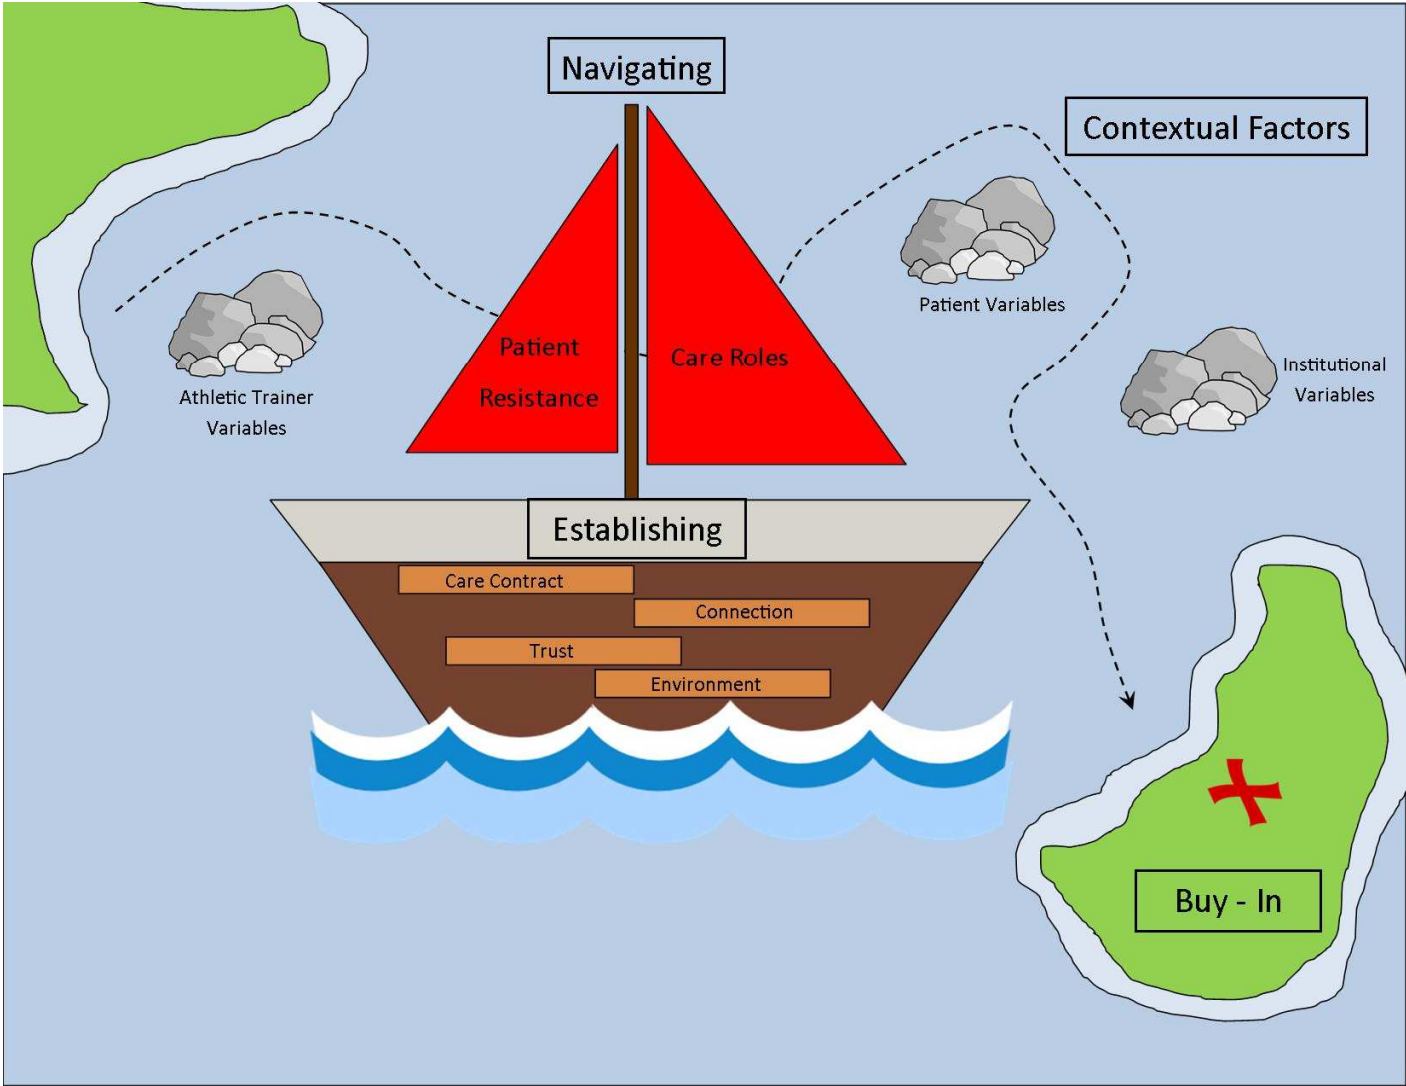 Navigating
Contextual Factors
Patient Variables
Institutional
Variables
Athletic Trainer
Variables
Patient
Resistance
Care Roles
Establishing
Care Contract
Connection
Trust
Environment
Buy - In